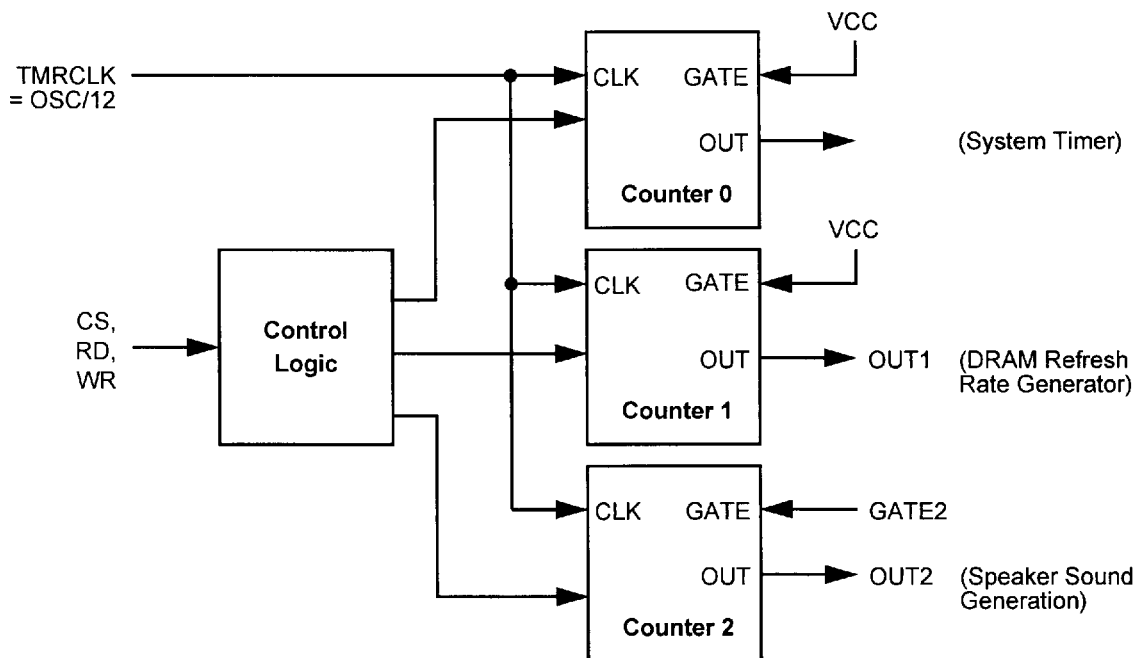 TMRCLK
= OSC/12
CLK
GATE
VCC
OUT
(System Timer)
Counter 0
CS,
RD,
WR
Control
Logic
CLK
GATE
VCC
OUT
OUT1
(DRAM Refresh
Rate Generator)
Counter 1
CLK
GATE
GATE2
OUT
OUT2
(Speaker Sound
Generation)
Counter 2